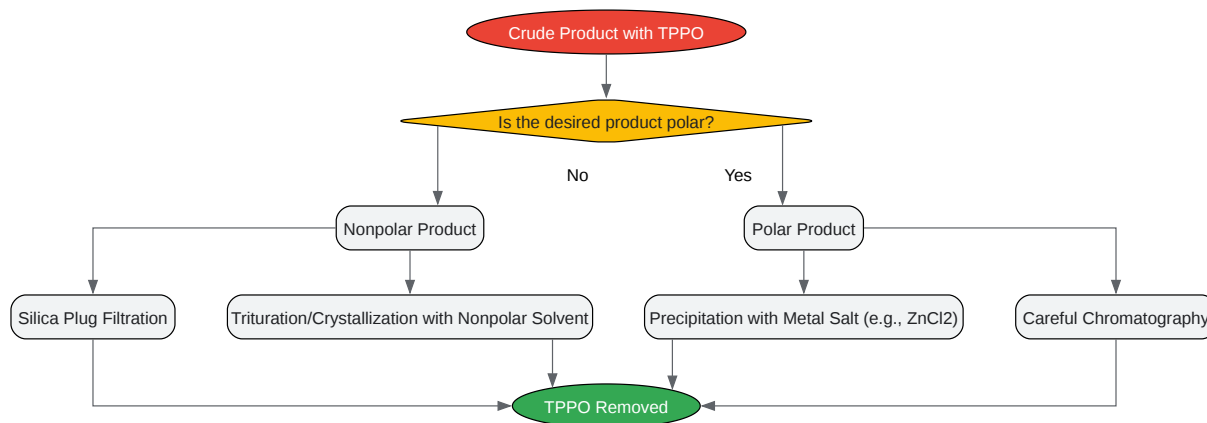 Crude Product with TPPO
Is the desired product polar?
No
Yes
Nonpolar Product
Polar Product
Silica Plug Filtration
Trituration/Crystallization with Nonpolar Solvent
Precipitation with Metal Salt (e.g., ZnCl2)
Careful Chromatography
TPPO Removed